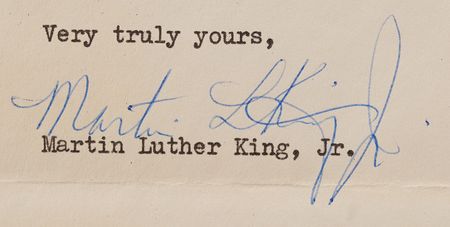 Very truly yours,
Martin L King Jr.
Martin Luther King, Jr.